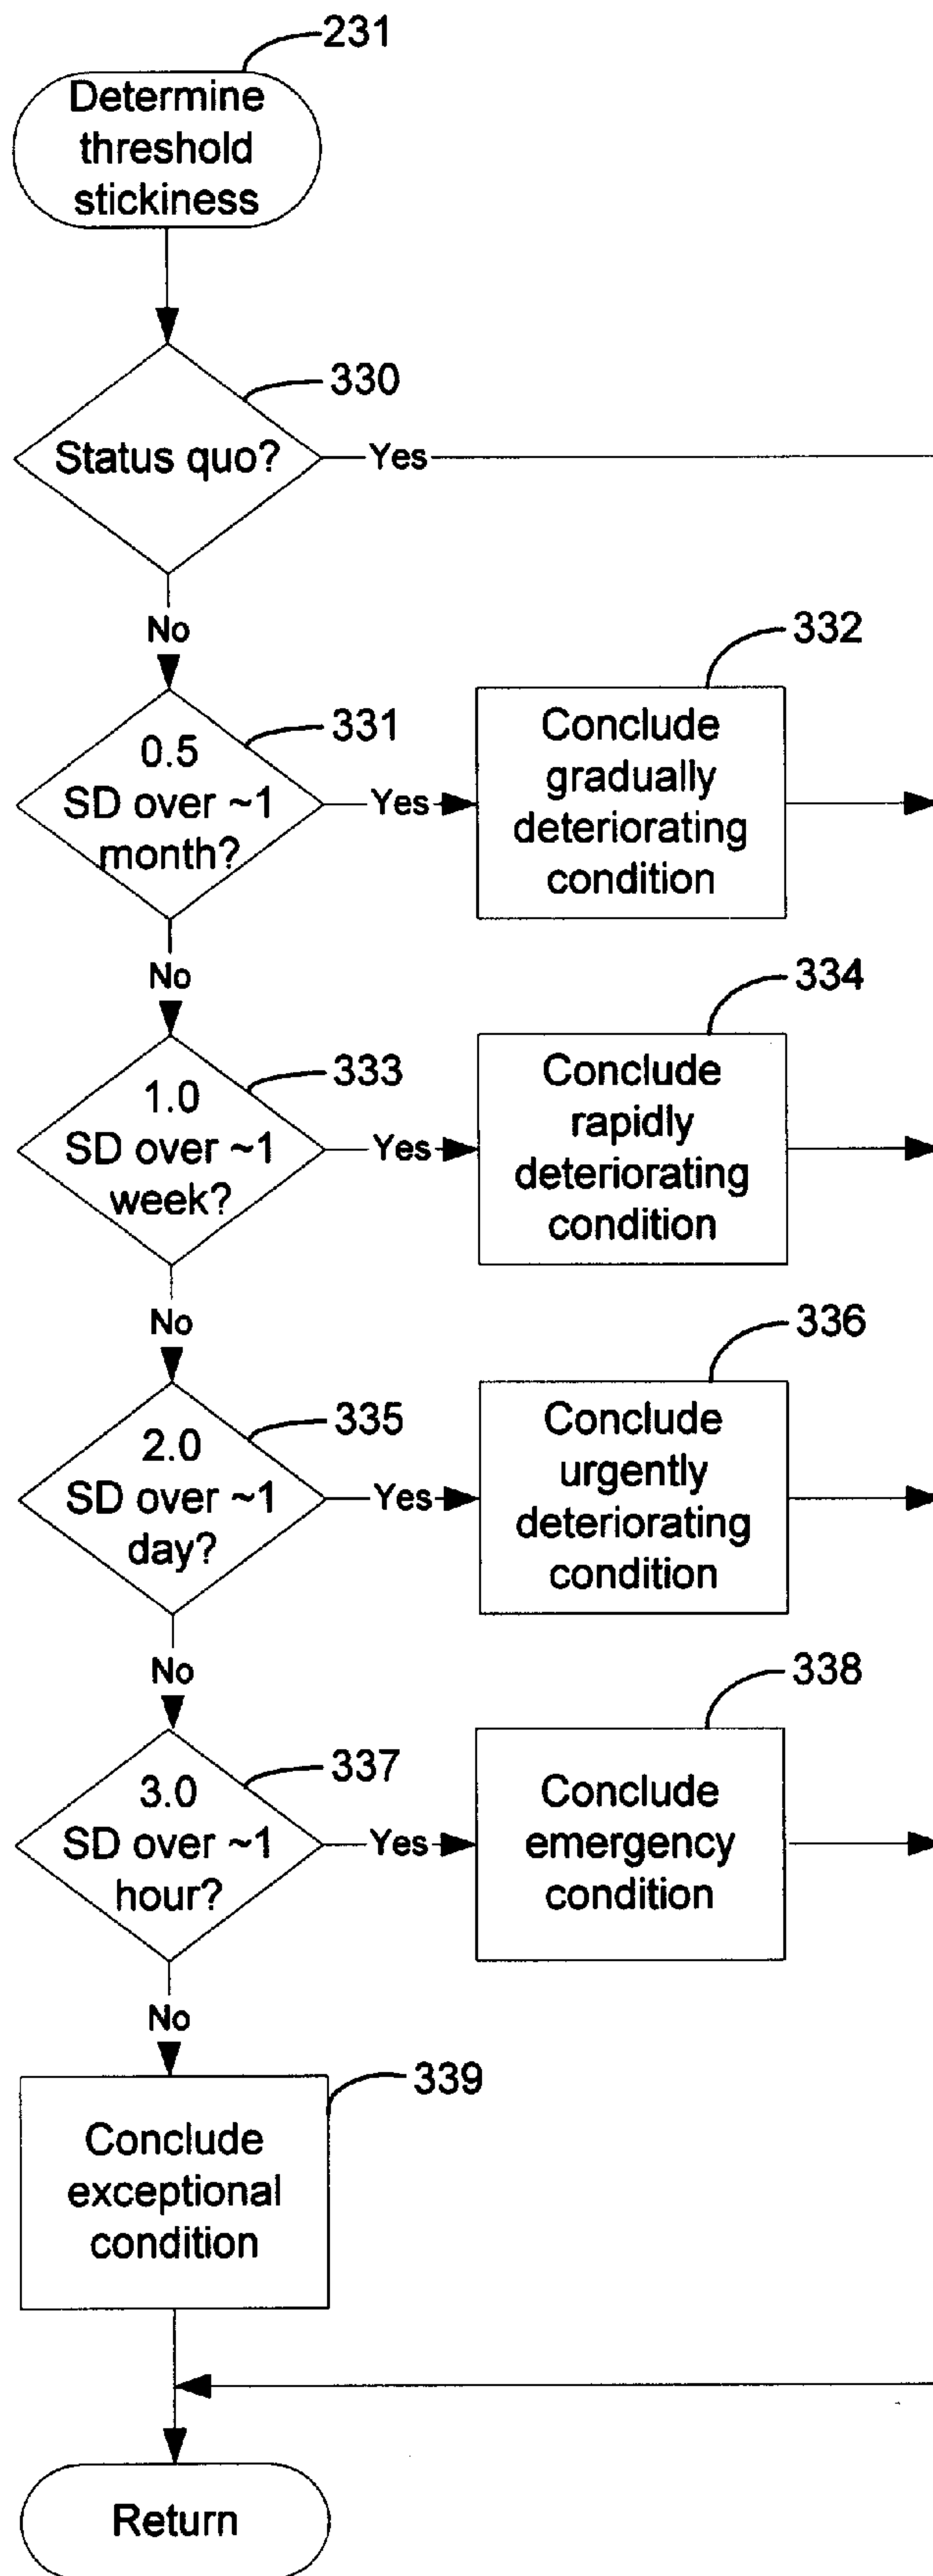 231
Determine
threshold
stickiness
330
Status quo?
Yes
No
331
0.5
SD over ~1
month?
Yes
332
Conclude
gradually
deteriorating
condition
No
333
1.0
SD over ~1
week?
Yes
334
Conclude
rapidly
deteriorating
condition
No
335
2.0
SD over ~1
day?
Yes
336
Conclude
urgently
deteriorating
condition
No
337
3.0
SD over ~1
hour?
Yes
338
Conclude
emergency
condition
No
339
Conclude
exceptional
condition
Return